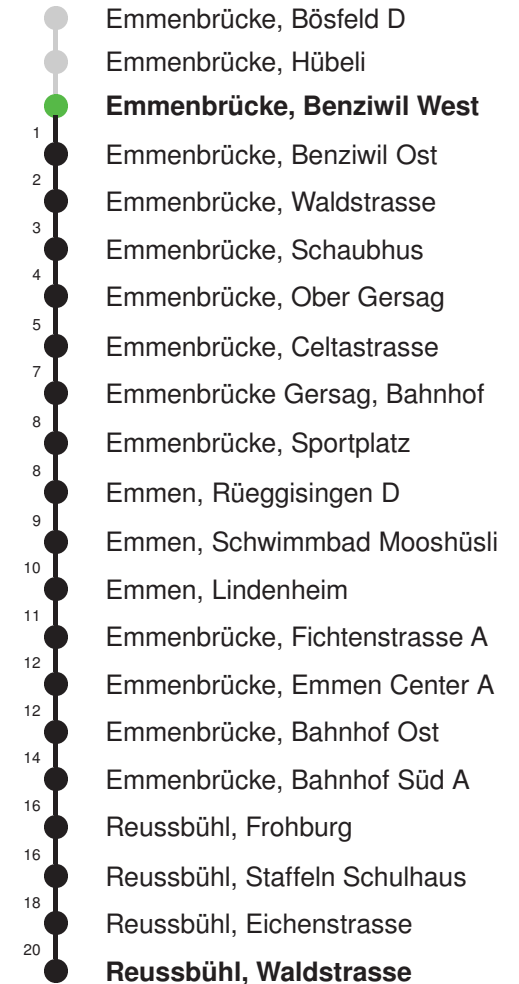 Emmenbrücke, Bösfeld D
Emmenbrücke, Hübeli
Emmenbrücke, Benziwil West
1
Emmenbrücke, Benziwil Ost
2
Emmenbrücke, Waldstrasse
3
Emmenbrücke, Schaubhus
4
Emmenbrücke, Ober Gersag
5
Emmenbrücke, Celtastrasse
7
Emmenbrücke Gersag, Bahnhof
8
Emmenbrücke, Sportplatz
8
Emmen, Rüeggisingen D
9
Emmen, Schwimmbad Mooshüsli
10
Emmen, Lindenheim
11
Emmenbrücke, Fichtenstrasse A
12
Emmenbrücke, Emmen Center A
12
Emmenbrücke, Bahnhof Ost
14
Emmenbrücke, Bahnhof Süd A
16
Reussbühl, Frohburg
16
Reussbühl, Staffeln Schulhaus
18
Reussbühl, Eichenstrasse
20
Reussbühl, Waldstrasse